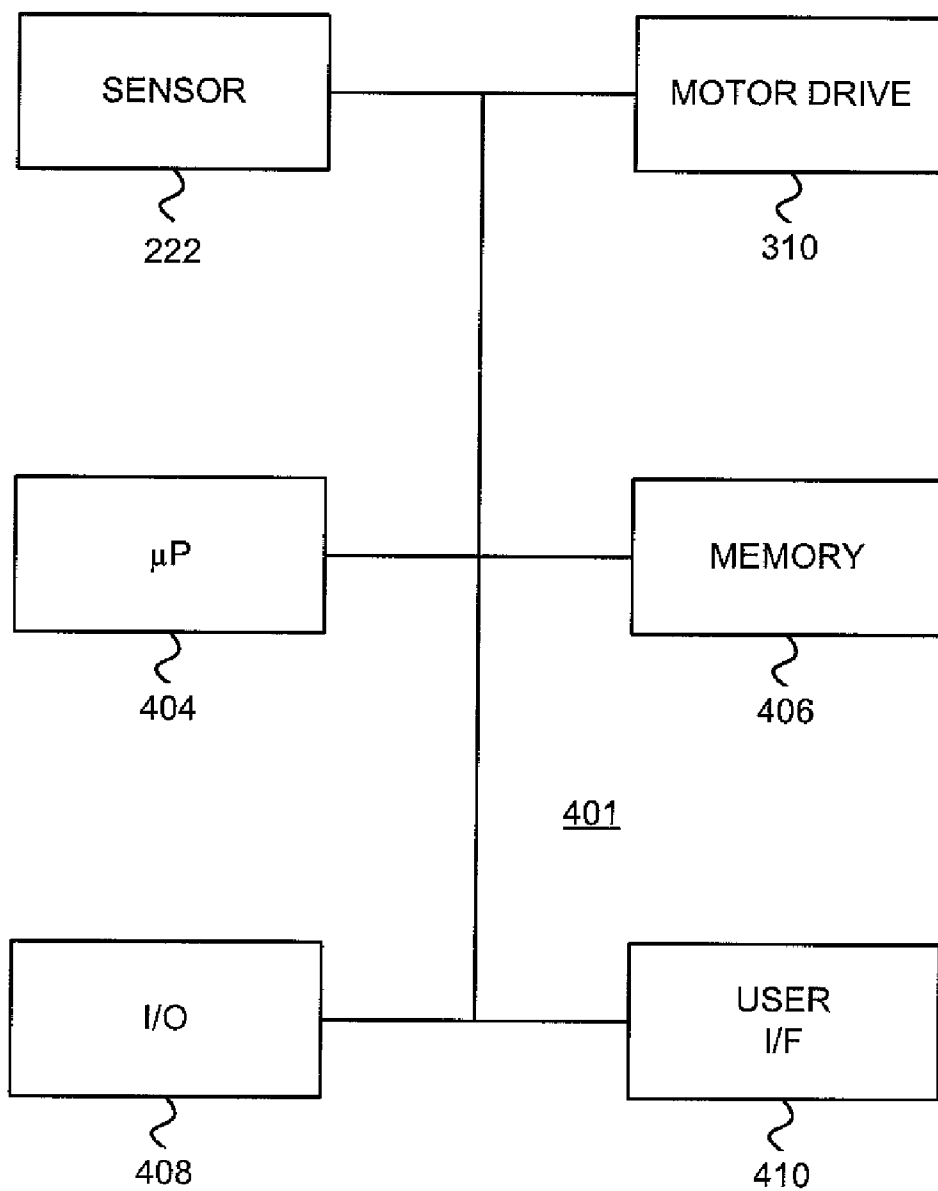 SENSOR
MOTOR DRIVE
222
310
μP
MEMORY
404
406
401
I/O
USER
I/F
408
410